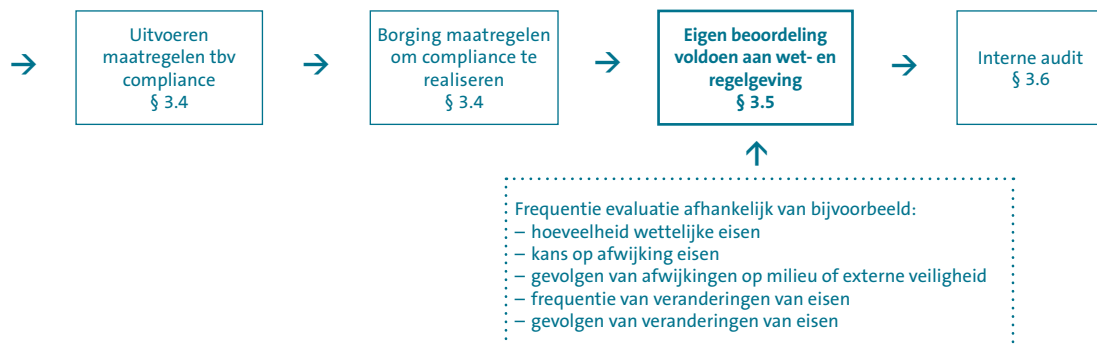 Uitvoeren
maatregelen tbv
compliance
§ 3.4
Borging maatregelen
om compliance te
realiseren
§ 3.4
Eigen beoordeling
voldoen aan wet- en
regelgeving
§ 3.5
Interne audit
§ 3.6
Frequentie evaluatie afhankelijk van bijvoorbeeld:
– hoeveelheid wettelijke eisen
– kans op afwijking eisen
– gevolgen van afwijkingen op milieu of externe veiligheid
– frequentie van veranderingen van eisen
– gevolgen van veranderingen van eisen